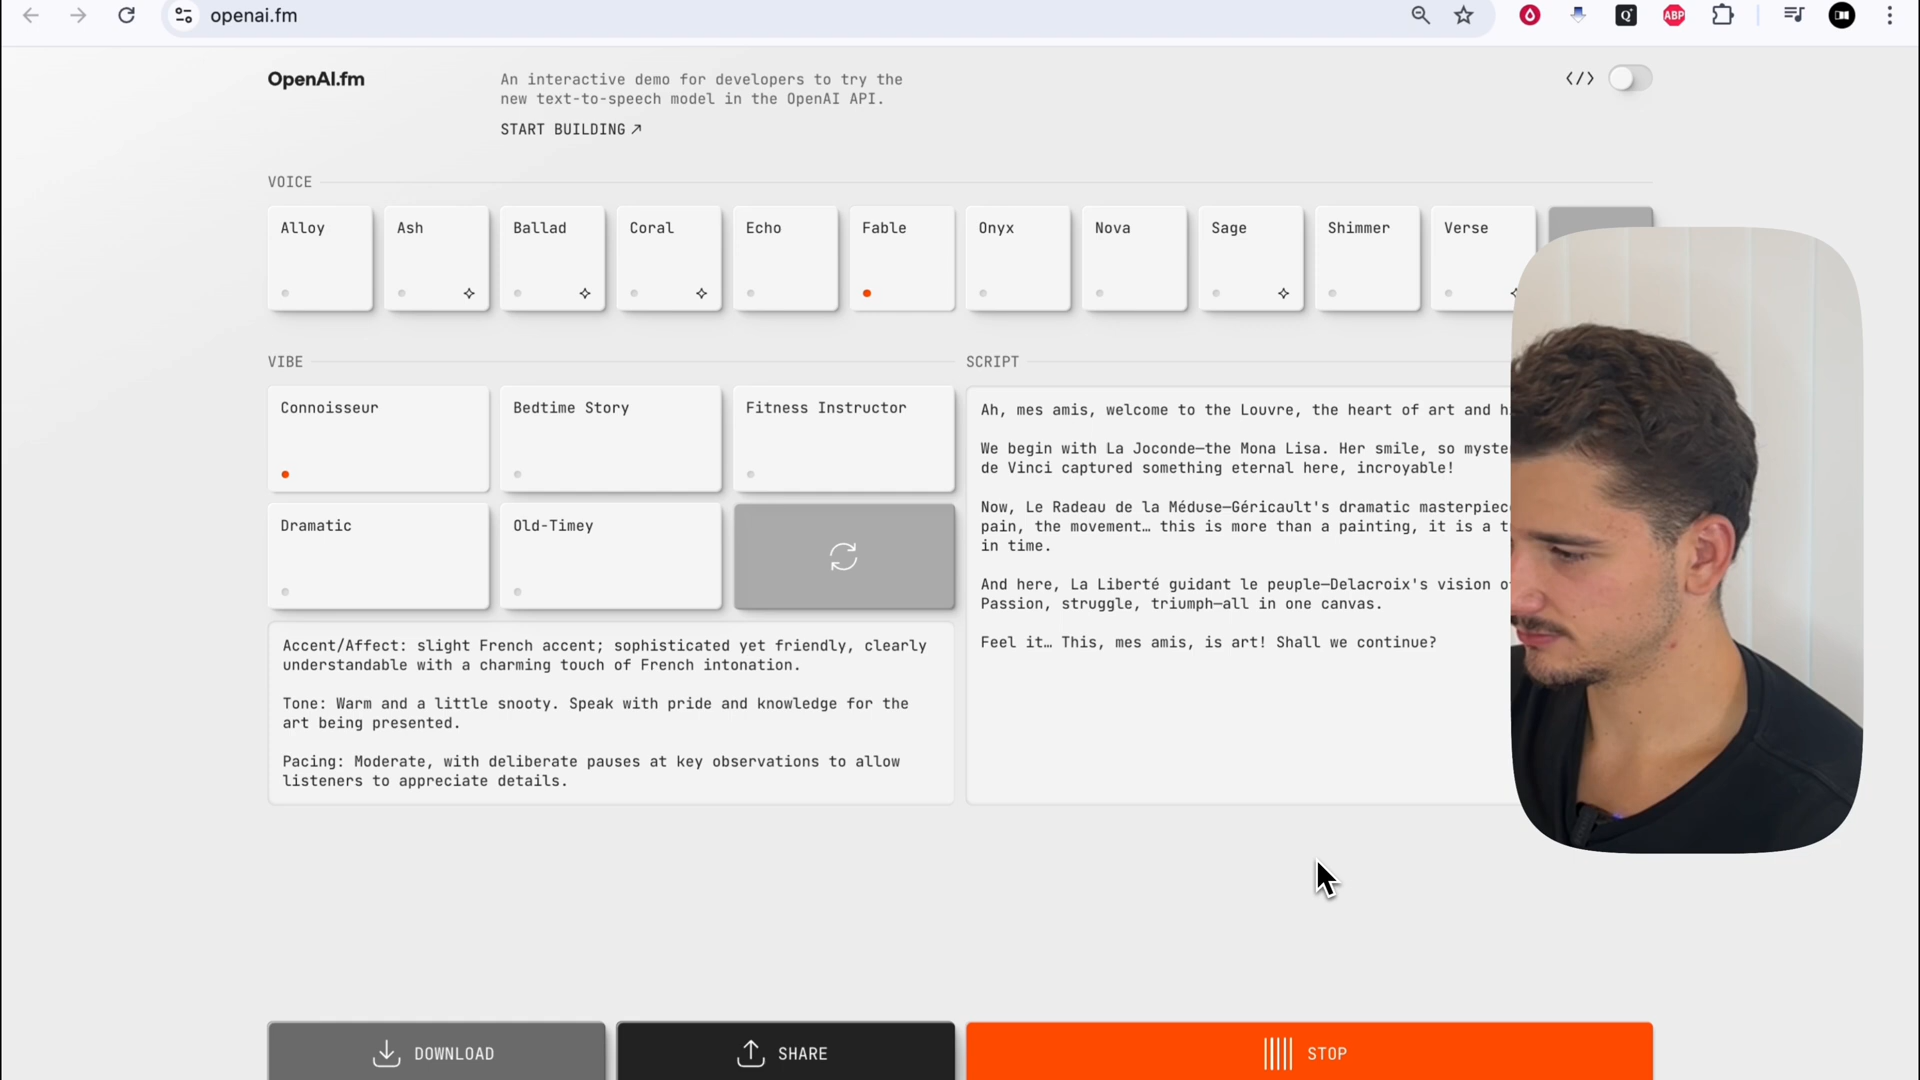 openai.fm
OpenAI.fm
An interactive demo for developers to try the
new text-to-speech model in the OpenAI API.
START BUILDING ↗
</>
VOICE
Alloy
Ash
Ballad
Coral
Echo
Fable
Onyx
Nova
Sage
Shimmer
Verse
VIBE
Connoisseur
Bedtime Story
Fitness Instructor
Dramatic
Old-Timey
Accent/Affect: slight French accent; sophisticated yet friendly, clearly
understandable with a charming touch of French intonation.
Tone: Warm and a little snooty. Speak with pride and knowledge for the
art being presented.
Pacing: Moderate, with deliberate pauses at key observations to allow
listeners to appreciate details.
SCRIPT
Ah, mes amis, welcome to the Louvre, the heart of art and
We begin with La Joconde—the Mona Lisa. Her smile, so
de Vinci captured something eternal here, incroyable!
Now, Le Radeau de la Méduse—Géricault's dramatic
pain, the movement… this is more than a painting, it is a
in time.
And here, La Liberté guidant le peuple—Delacroix's vision
Passion, struggle, triumph—all in one canvas.
Feel it… This, mes amis, is art! Shall we continue?
DOWNLOAD
SHARE
STOP
ABP